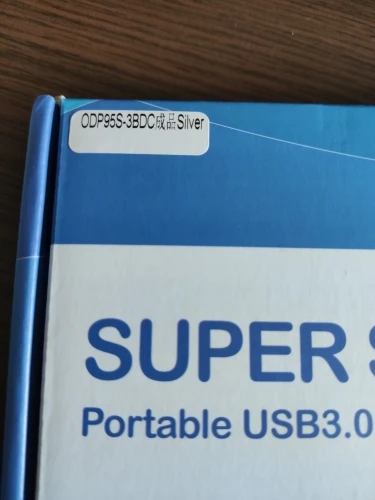 ODP95S-3BDC成品Silver
SUPER S
Portable USB3.0